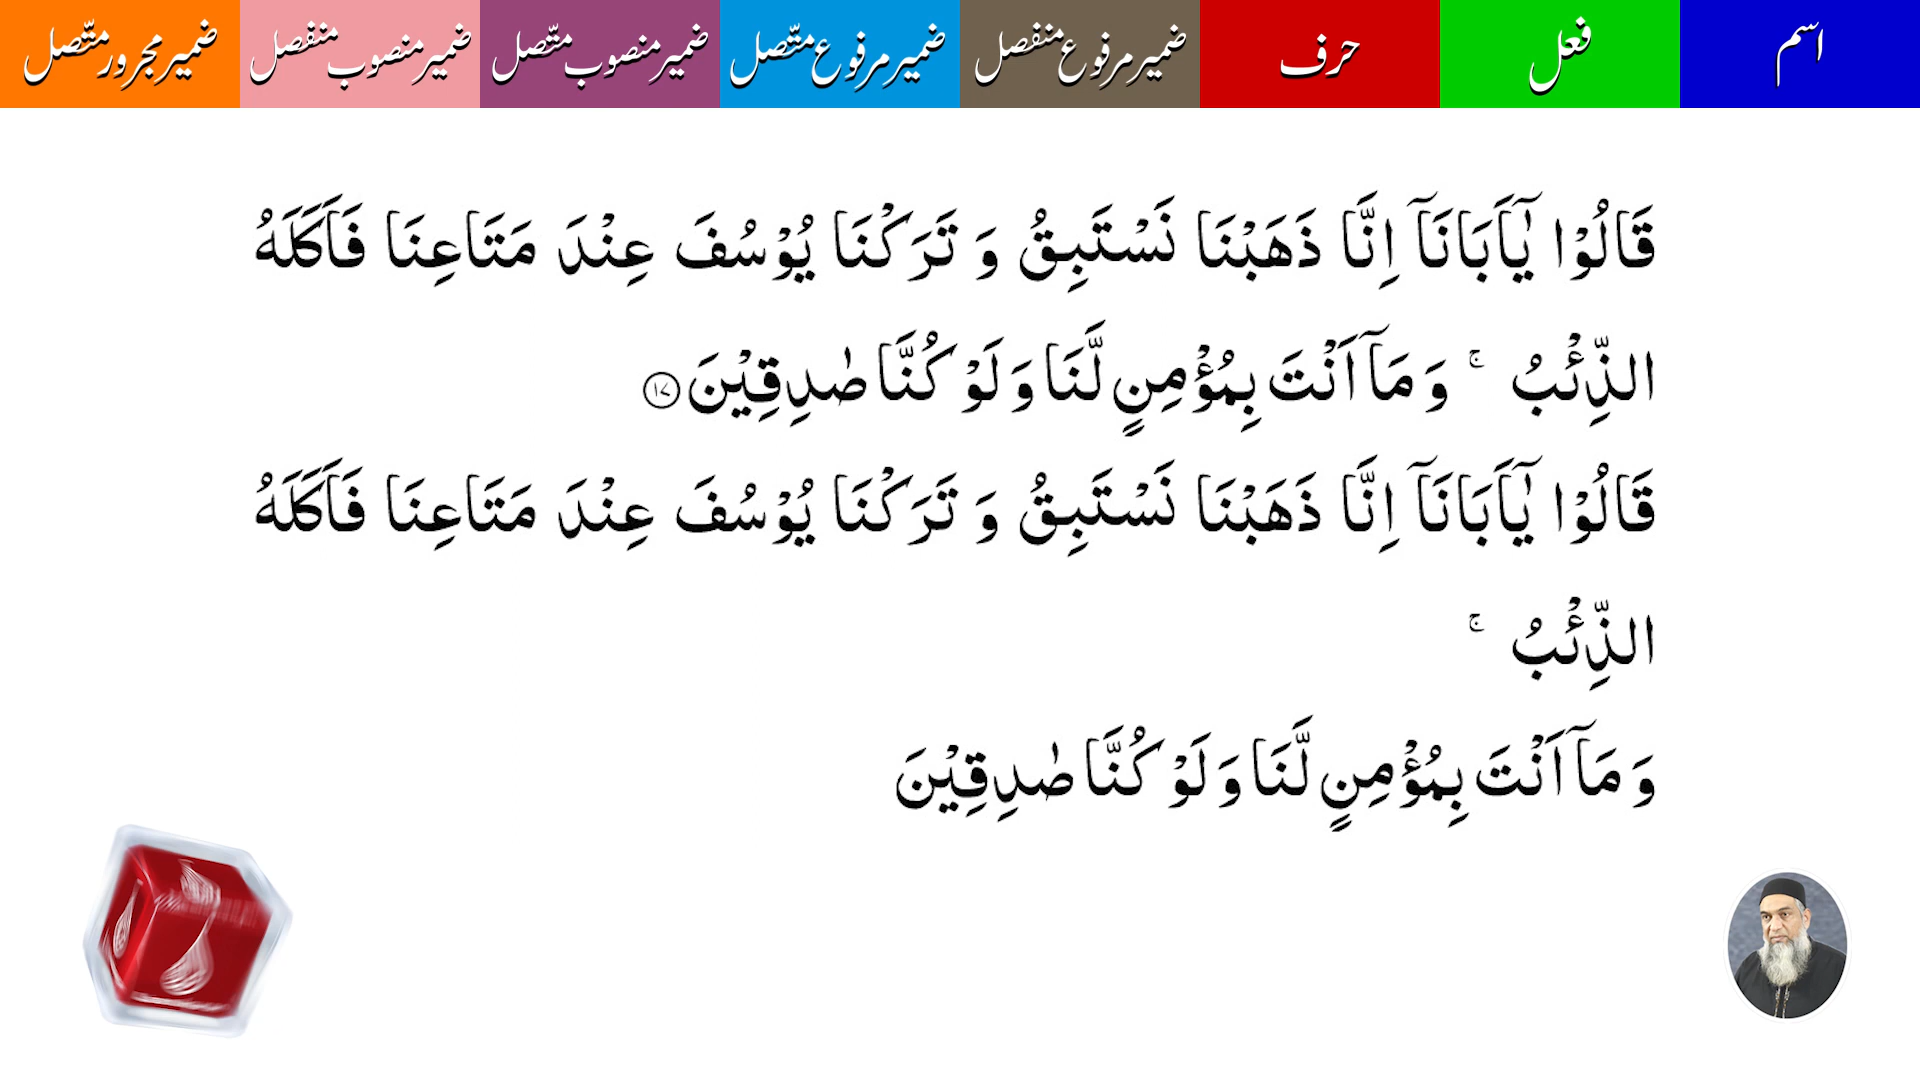 اسم فعل حرف ضمیر مرفوع منفصل ضمیر مرفوع متّصل ضمیر منصوب متّصل ضمیر منصوب منفصل ضمیر مجرور متّصل
قَالُوْا يٰۤاَبَانَاۤ اِنَّا ذَهَبْنَا نَسْتَبِقُ وَ تَرَكْنَا يُوْسُفَ عِنْدَ مَتَاعِنَا فَاَكَلَهُ
الذِّئْبُ ۚ وَ مَاۤ اَنْتَ بِمُؤْمِنٍ لَّنَا وَ لَوْ كُنَّا صٰدِقِيْنَ ۝۱۷
قَالُوْا يٰۤاَبَانَاۤ اِنَّا ذَهَبْنَا نَسْتَبِقُ وَ تَرَكْنَا يُوْسُفَ عِنْدَ مَتَاعِنَا فَاَكَلَهُ
الذِّئْبُ ۚ
وَ مَاۤ اَنْتَ بِمُؤْمِنٍ لَّنَا وَ لَوْ كُنَّا صٰدِقِيْنَ